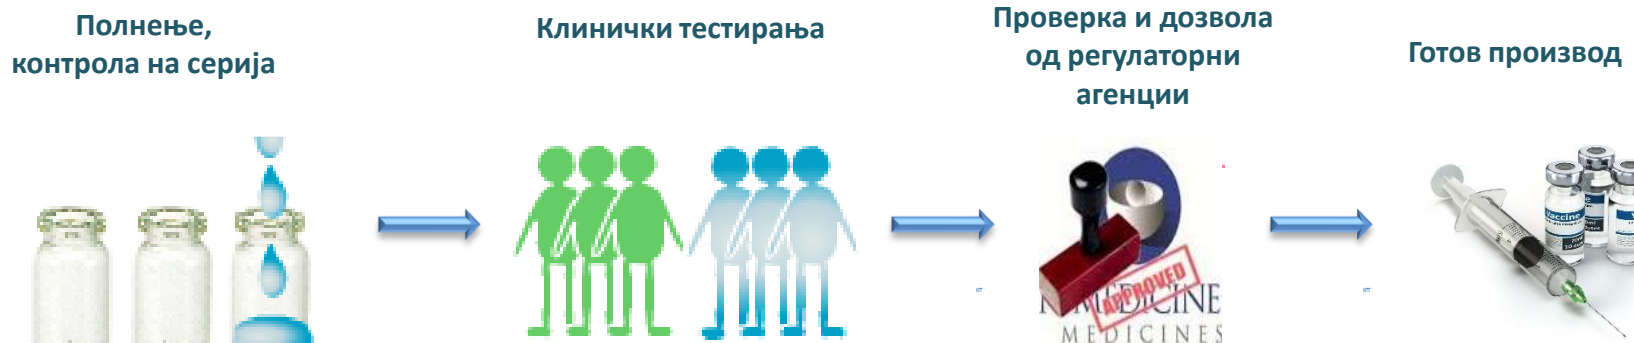 Полнење,
контрола на серија
Клинички тестирања
Проверка и дозвола
од регулаторни
агенции
Готов производ
APPROVED
MEDICINE
MEDICINES
Vaccine